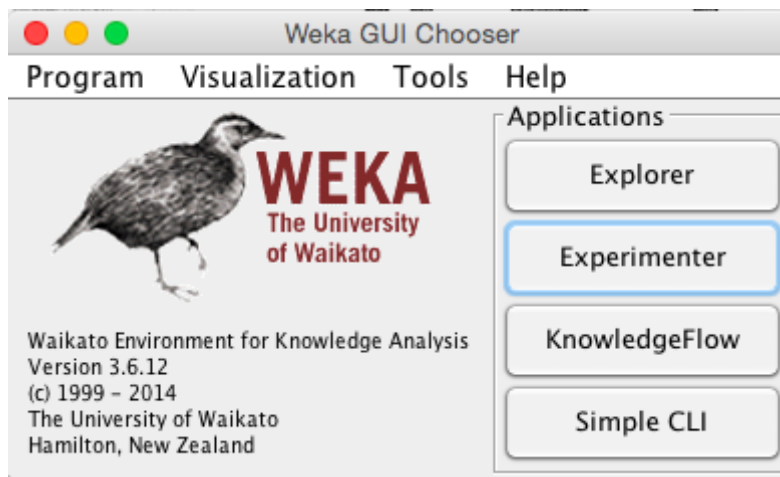 Weka GUI Chooser
Program Visualization Tools Help
WEKA
The University
of Waikato
Waikato Environment for Knowledge Analysis
Version 3.6.12
(c) 1999 – 2014
The University of Waikato
Hamilton, New Zealand
Applications
Explorer
Experimenter
KnowledgeFlow
Simple CLI